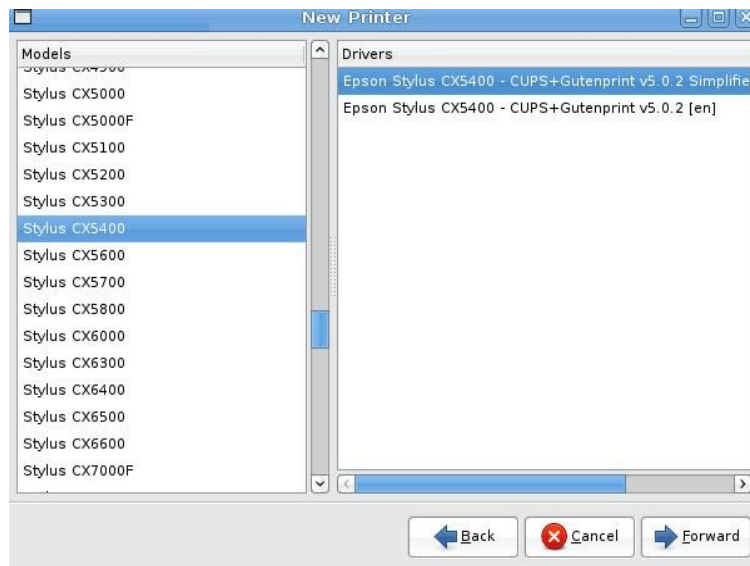 New Printer
Models
Stylus CX4900
Stylus CX5000
Stylus CX5000F
Stylus CX5100
Stylus CX5200
Stylus CX5300
Stylus CX5400
Stylus CX5600
Stylus CX5700
Stylus CX5800
Stylus CX6000
Stylus CX6300
Stylus CX6400
Stylus CX6500
Stylus CX6600
Stylus CX7000F
Drivers
Epson Stylus CX5400 - CUPS+Gutenprint v5.0.2 Simplifie
Epson Stylus CX5400 - CUPS+Gutenprint v5.0.2 [en]
Back
Cancel
Forward